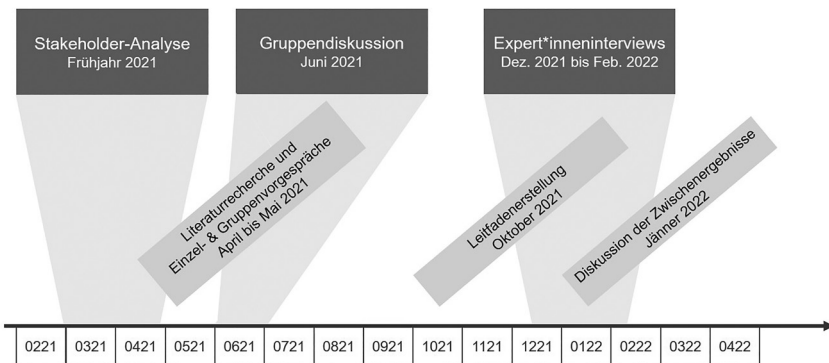 Stakeholder-Analyse
Frühjahr 2021
Gruppendiskussion
Juni 2021
Expert*inneninterviews
Dez. 2021 bis Feb. 2022
Literaturrecherche und
Einzel- & Gruppenvorgespräche
April bis Mai 2021
Leitfadenerstellung
Oktober 2021
Diskussion der Zwischenergebnisse
Jänner 2022
0221 0321 0421 0521 0621 0721 0821 0921 1021 1121 1221 0122 0222 0322 0422